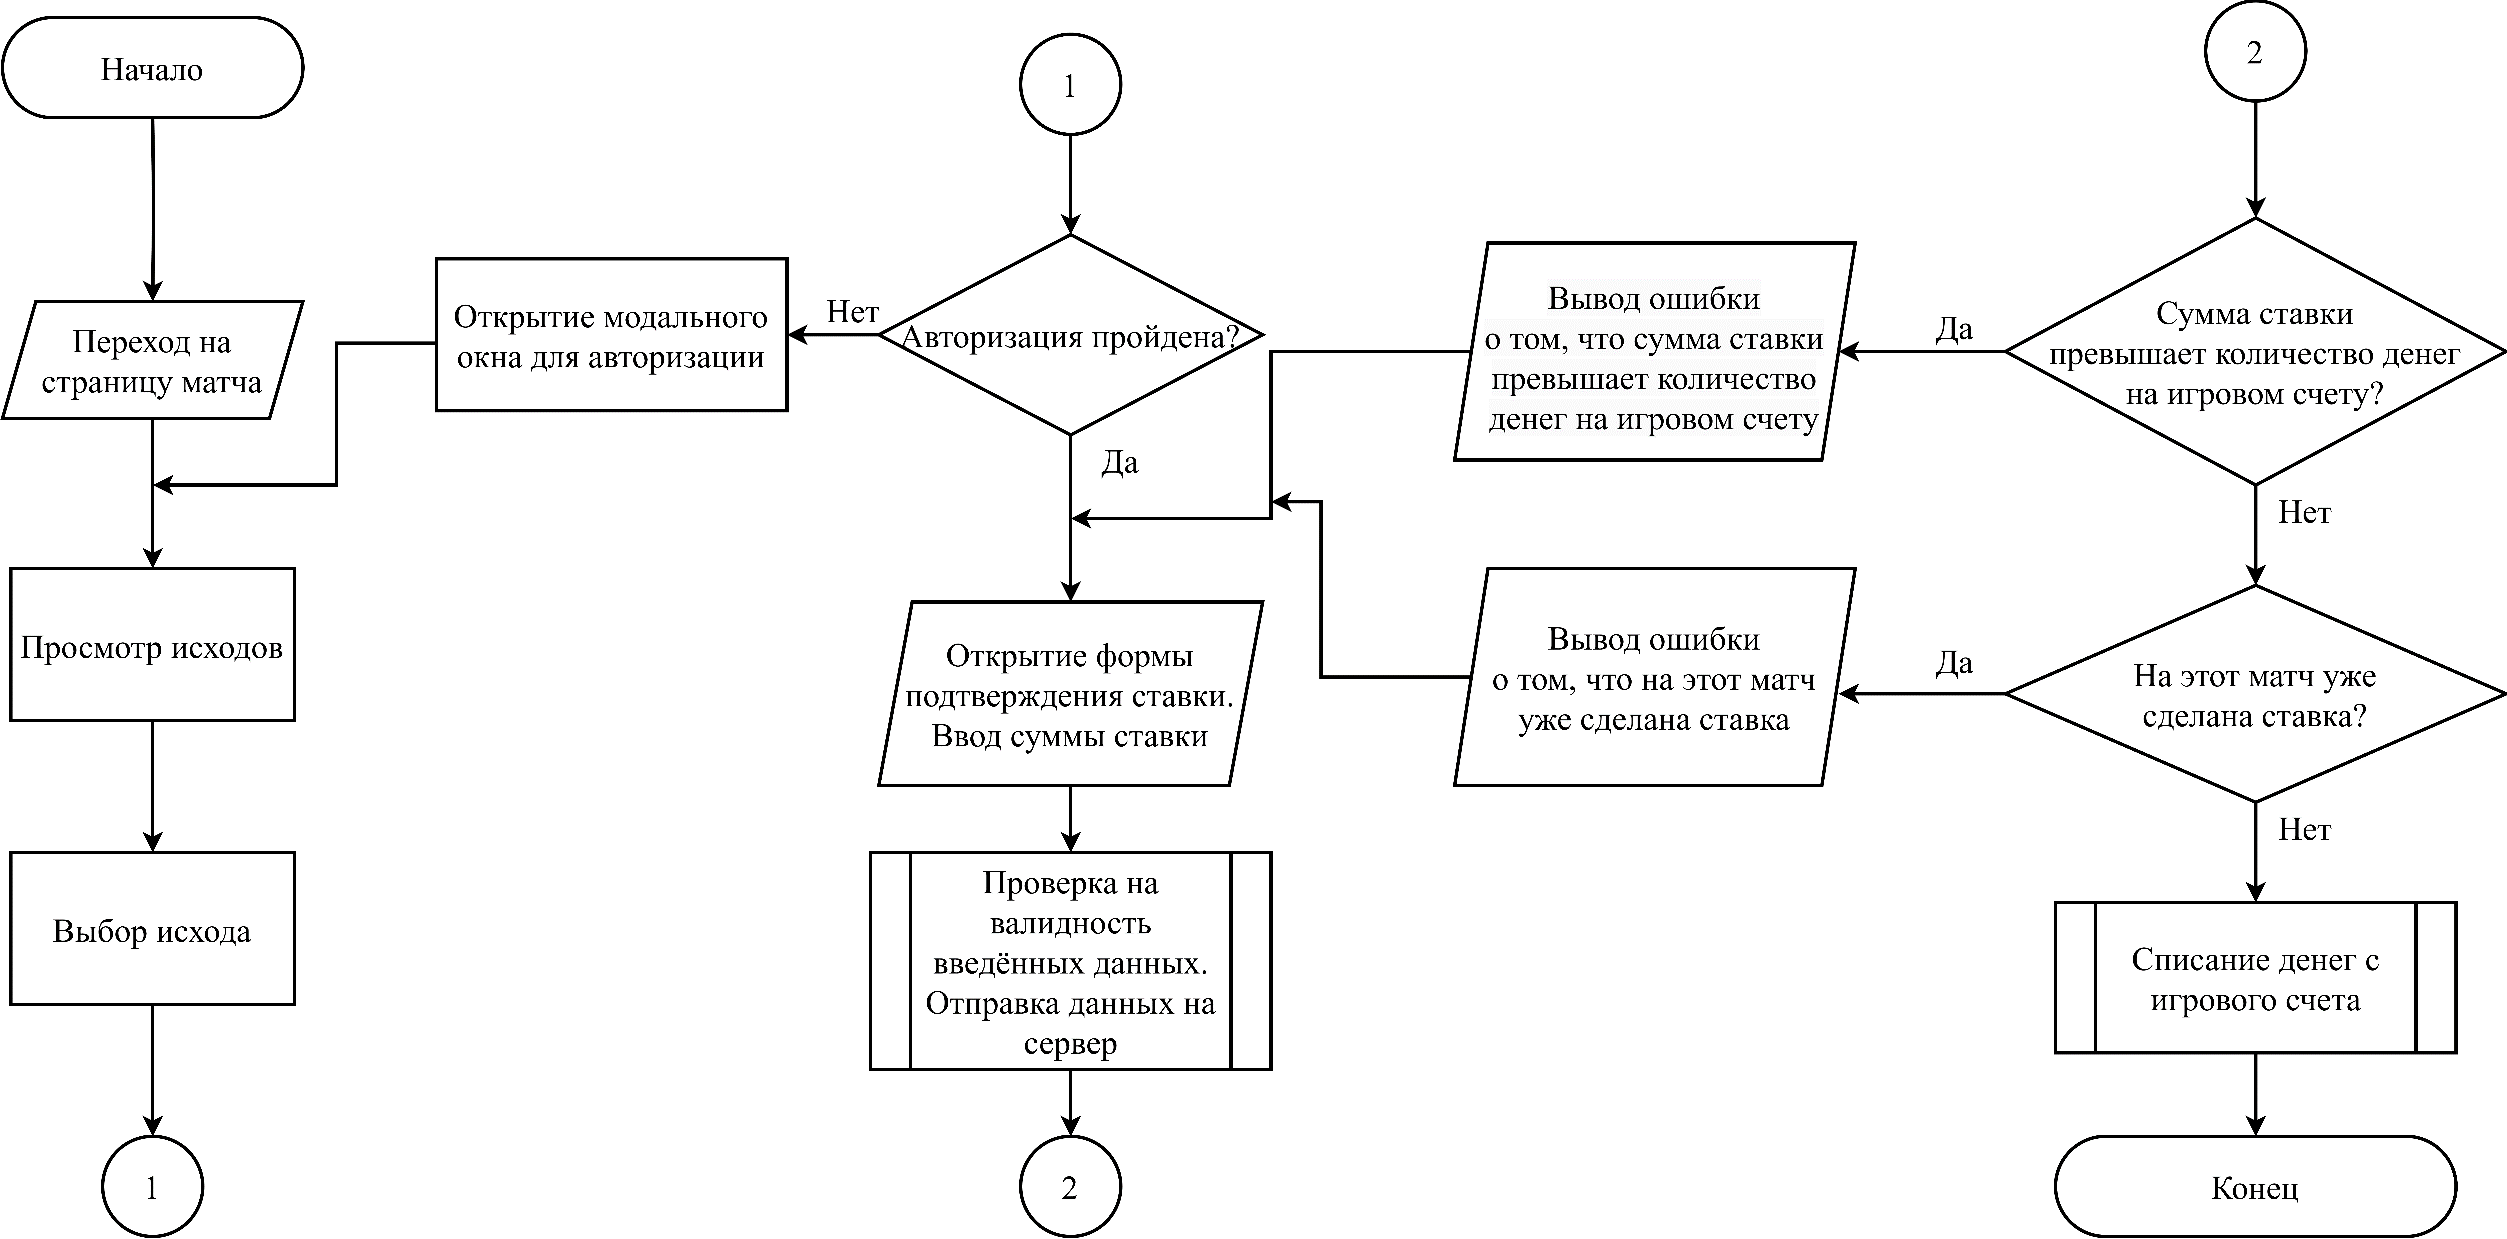 Начало
Переход на
страницу матча
Просмотр исходов
Выбор исхода
1
Открытие модального
окна для авторизации
1
Нет
Авторизация пройдена?
Да
Открытие формы
подтверждения ставки.
Ввод суммы ставки
Проверка на
валидность
введённых данных.
Отправка данных на
сервер
2
Вывод ошибки
о том, что сумма ставки
превышает количество
денег на игровом счету
Вывод ошибки
о том, что на этот матч
уже сделана ставка
2
Да
Сумма ставки
превышает количество денег
на игровом счету?
Нет
Да
На этот матч уже
сделана ставка?
Нет
Списание денег с
игрового счета
Конец